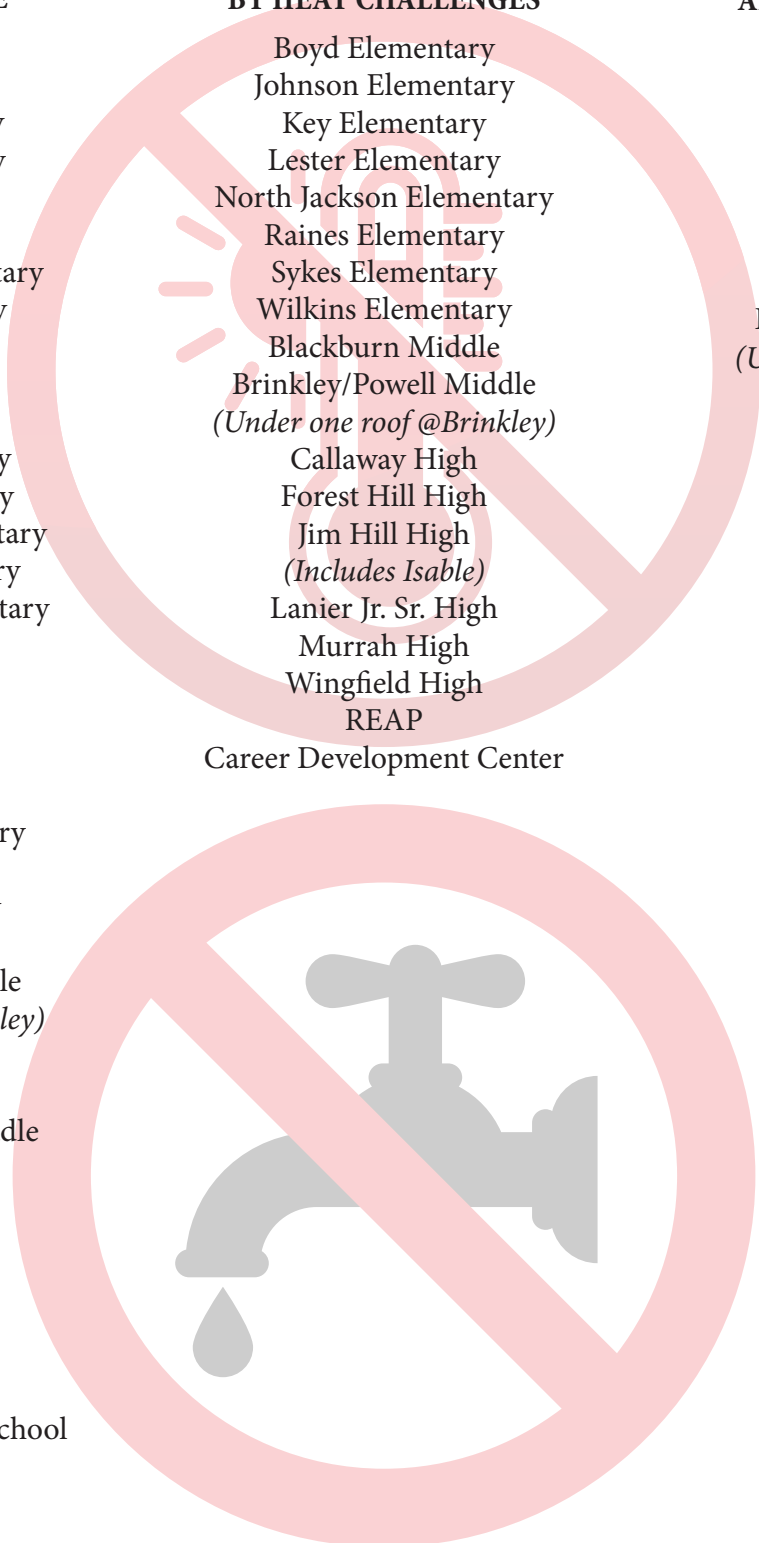 BY HEAT CHALLENGES
Boyd Elementary
Johnson Elementary
Key Elementary
Lester Elementary
North Jackson Elementary
Raines Elementary
Sykes Elementary
Wilkins Elementary
Blackburn Middle
Brinkley/Powell Middle
(Under one roof @Brinkley)
Callaway High
Forest Hill High
Jim Hill High
(Includes Isable)
Lanier Jr. Sr. High
Murrah High
Wingfield High
REAP
Career Development Center